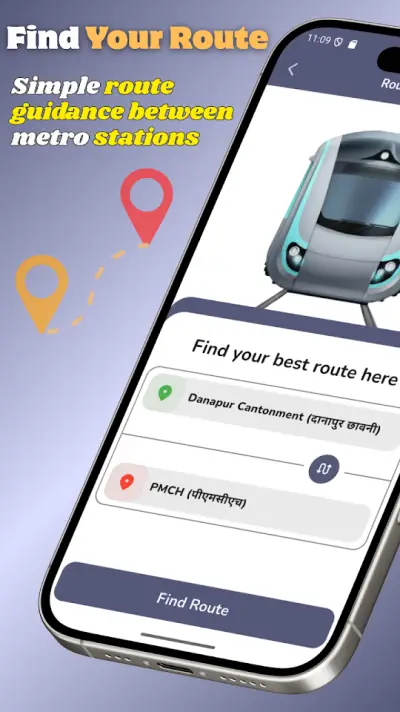 Find Your Route
Simple route
guidance between
metro stations
11:09
Rou
Find your best route here
Danapur Cantonment (दानापुर छावनी)
PMCH (पीएमसीएच)
Find Route